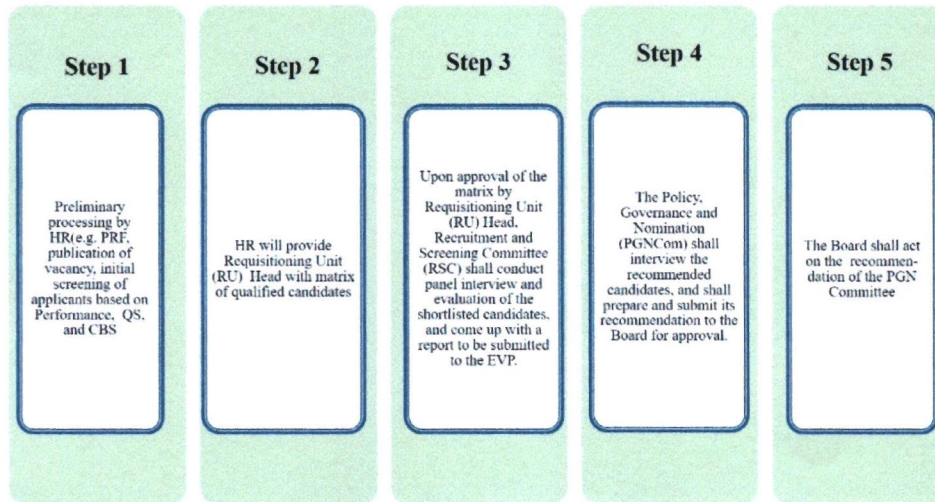 Step 1
Preliminary
processing by
HR(e.g. PRF,
publication of
vacancy, initial
screening of
applicants based on
Performance, QS,
and CBS
Step 2
HR will provide
Requisitioning Unit
(RU) Head with matrix
of qualified candidates
Step 3
Upon approval of the
matrix by
Requisitioning Unit
(RU) Head,
Recruitment and
Screening Committee
(RSC) shall conduct
panel interview and
evaluation of the
shortlisted candidates,
and come up with a
report to be submitted
to the EVP.
Step 4
The Policy,
Governance and
Nomination
(PGNCom) shall
interview the
recommended
candidates, and shall
prepare and submit its
recommendation to the
Board for approval.
Step 5
The Board shall act
on the recommen-
dation of the PGN
Committee